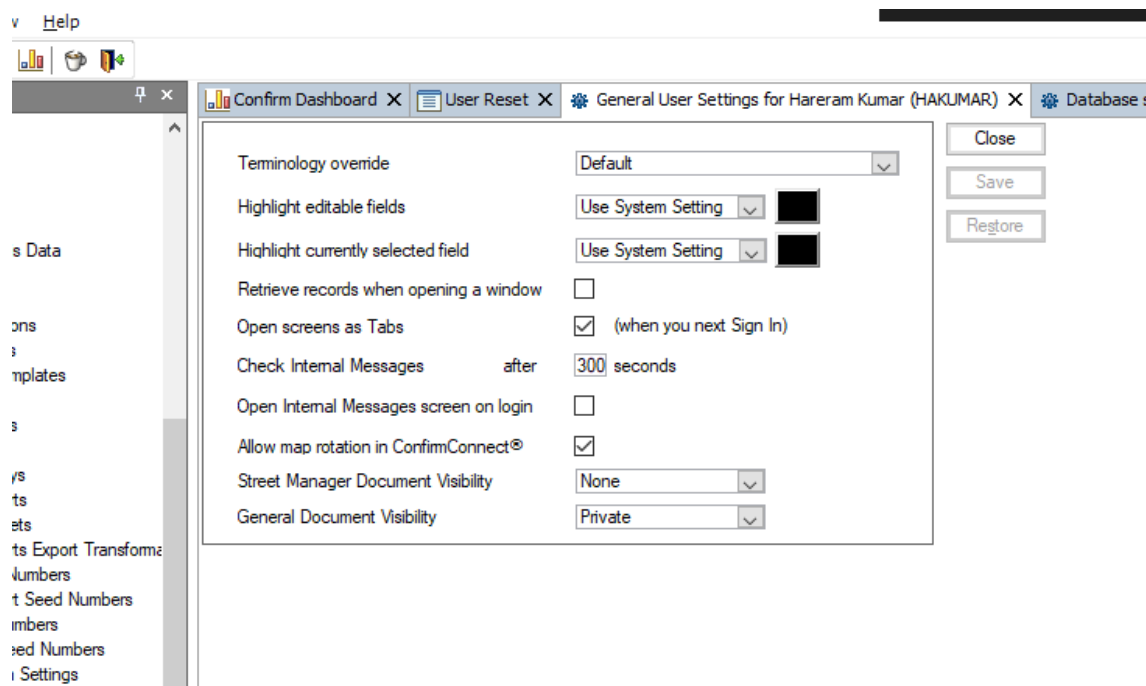 Help
Confirm Dashboard User Reset General User Settings for Hareram Kumar (HAKUMAR) Database
Terminology override Default
Highlight editable fields Use System Setting
Highlight currently selected field Use System Setting
Retrieve records when opening a window
Open screens as Tabs (when you next Sign In)
Check Internal Messages after 300 seconds
Open Internal Messages screen on login
Allow map rotation in ConfirmConnect®
Street Manager Document Visibility None
General Document Visibility Private
Close
Save
Restore
s Data
ons
s
mplates
s
ys
rts
ets
ts Export Transforma
Numbers
t Seed Numbers
umbers
eed Numbers
Settings